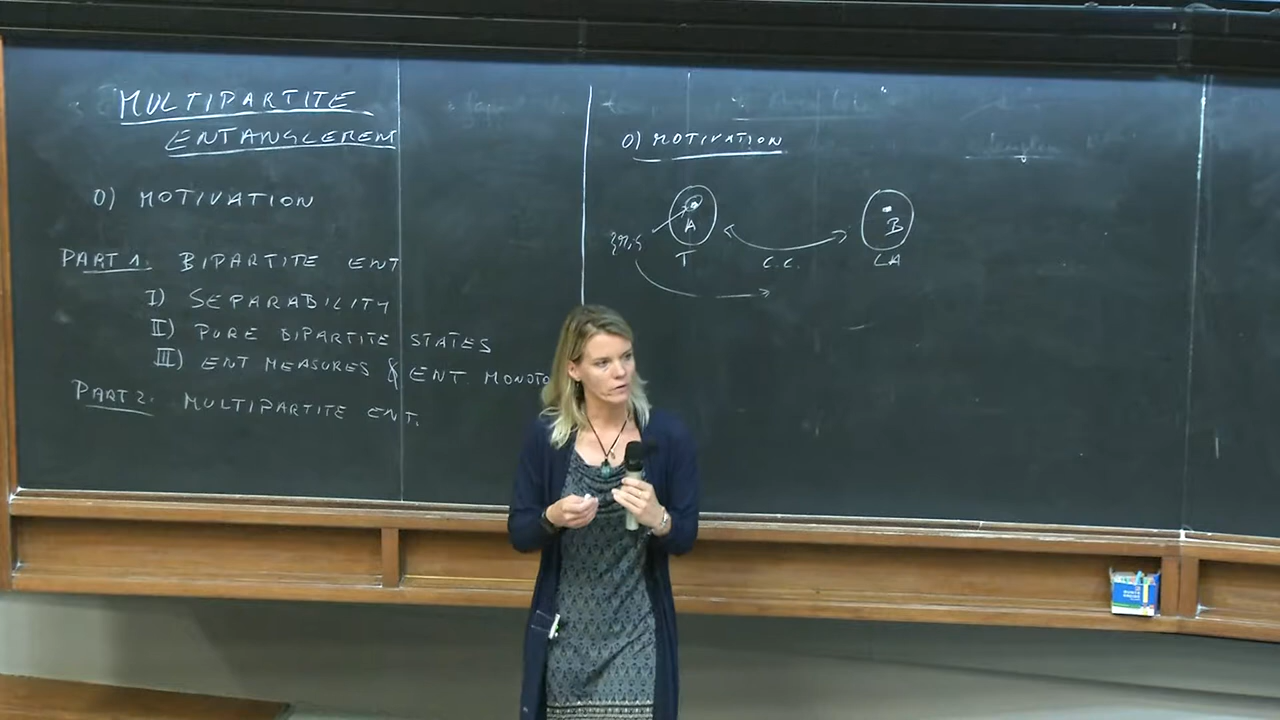 MULTIPARTITE
ENTANGLEREM
0) MOTIVATION
PART 1. BIPARTITE ENT
I) SEPARABILITY
II) PURE BIPARTITE STATES
III) ENT MEASURES & ENT MONOTO
PART 2. MULTIPARTITE ENT.
0) MOTIVATION
A
B
T
C.C.
LA